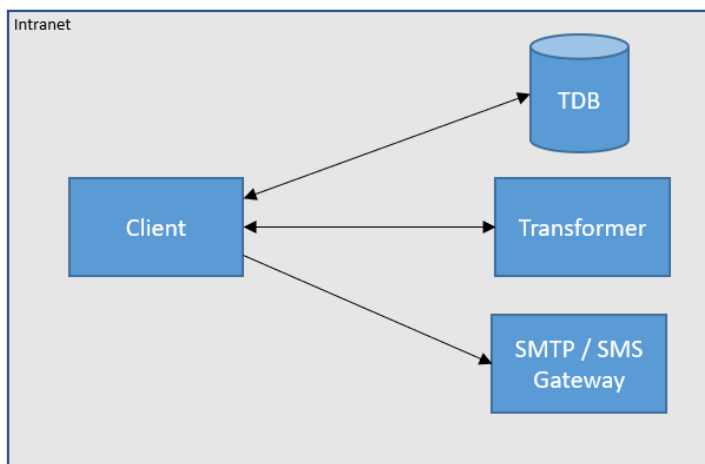 Intranet
TDB
Client
Transformer
SMTP / SMS
Gateway